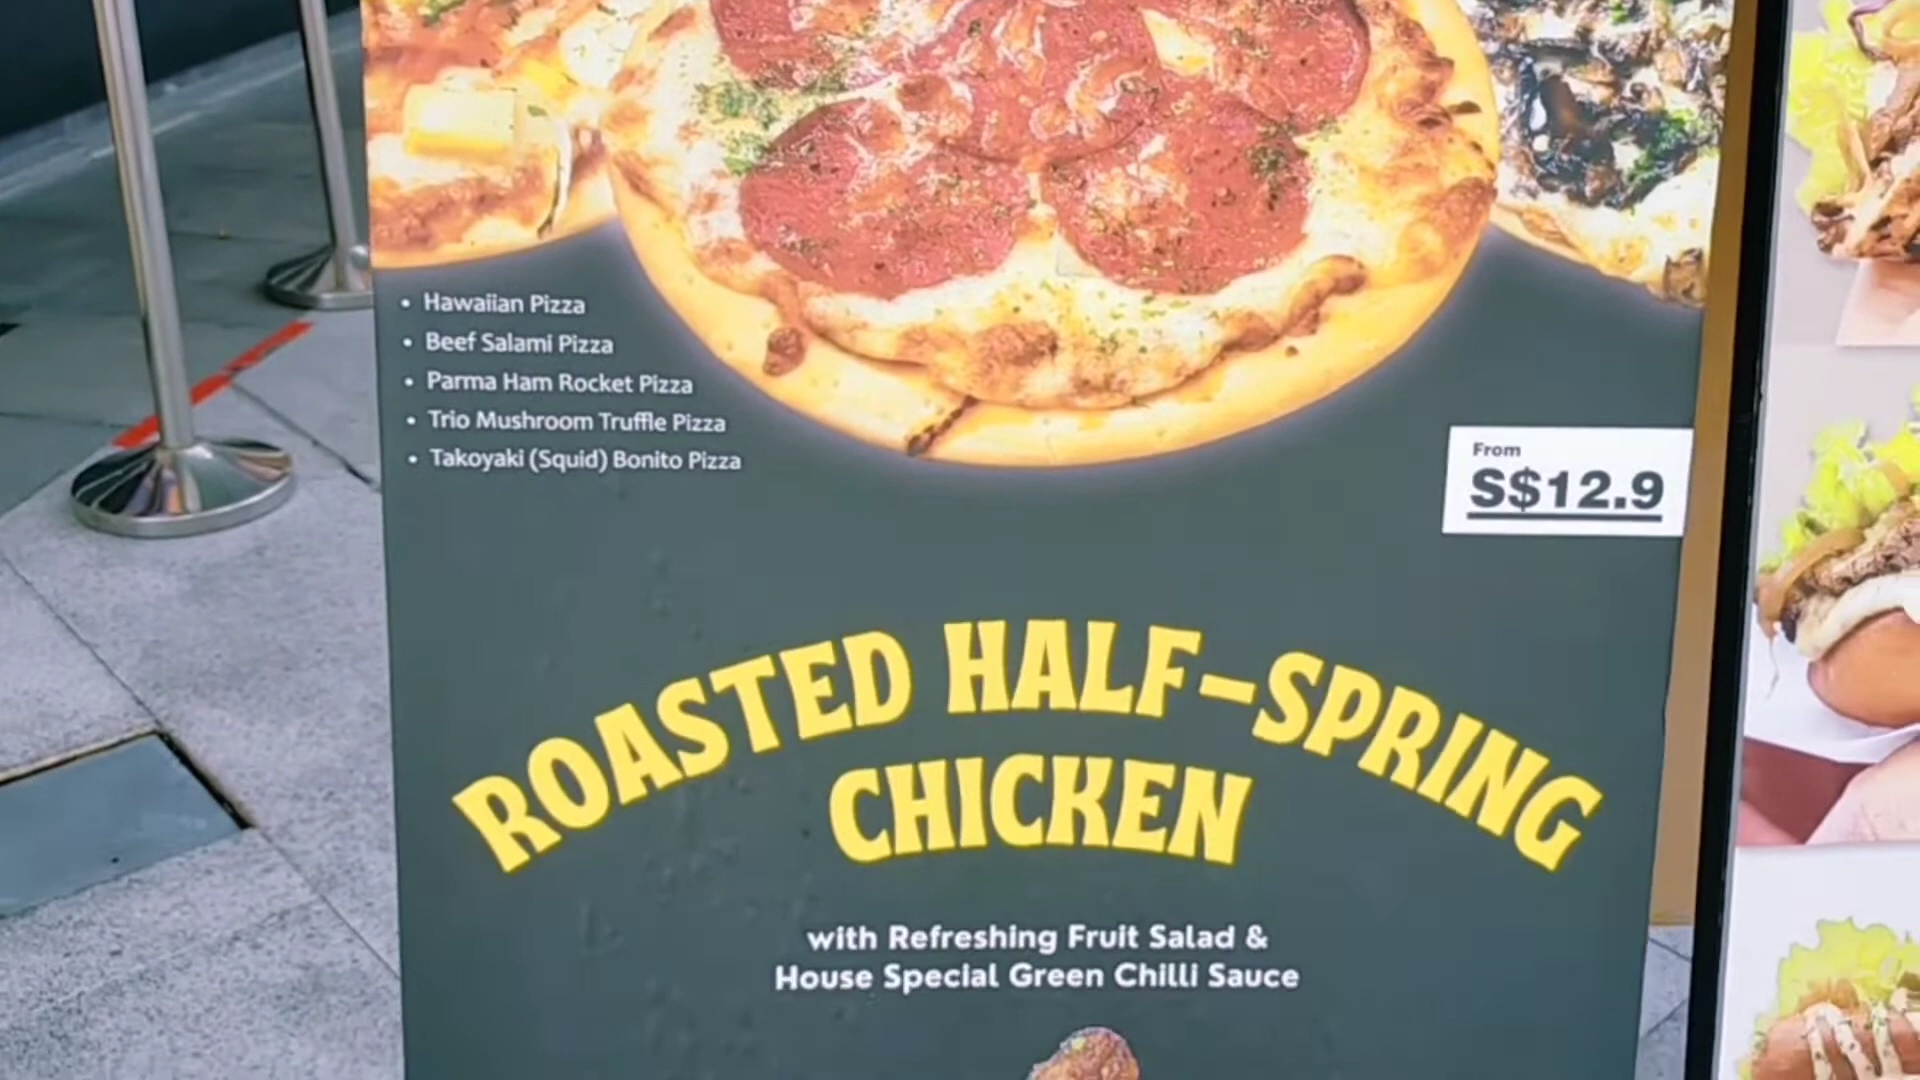 • Hawaiian Pizza
• Beef Salami Pizza
• Parma Ham Rocket Pizza
• Trio Mushroom Truffle Pizza
• Takoyaki (Squid) Bonito Pizza
From
S$12.9
ROASTED HALF-SPRING
CHICKEN
with Refreshing Fruit Salad &
House Special Green Chilli Sauce